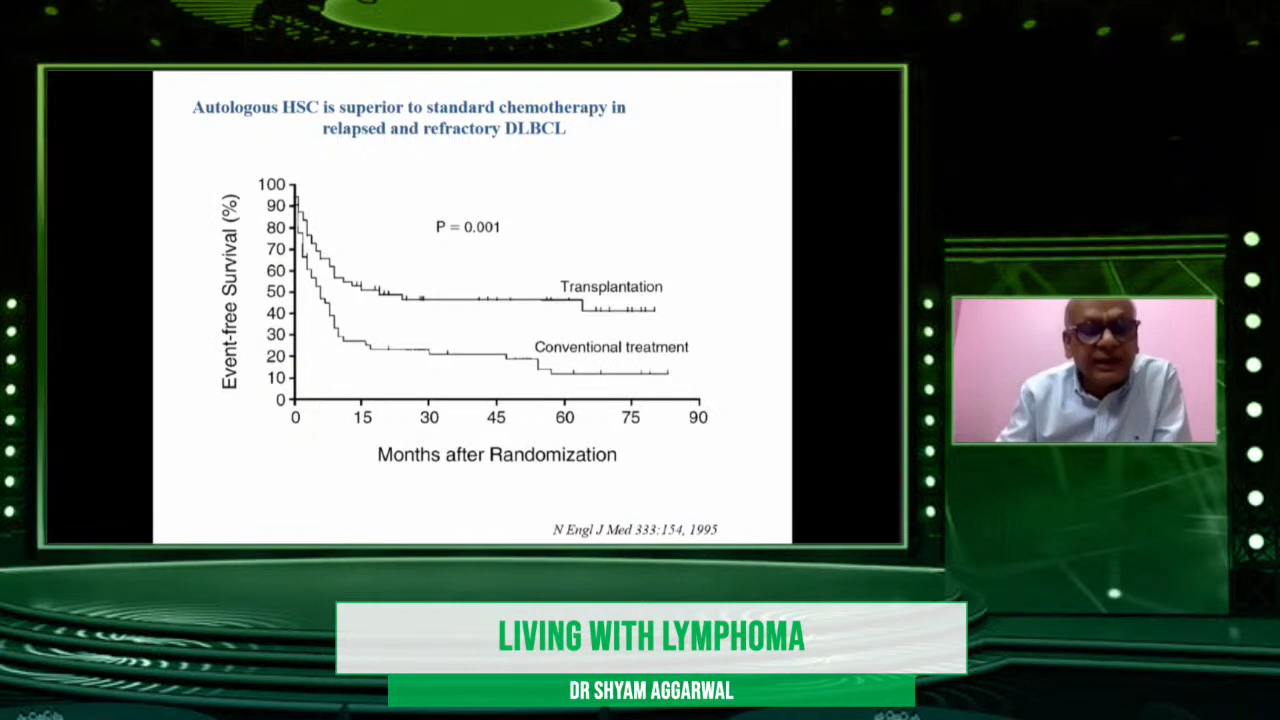 Autologous HSC is superior to standard chemotherapy in
relapsed and refractory DLBCL
Event-free Survival (%)
100
90
80
70
60
50
40
30
20
10
0
P = 0.001
Transplantation
Conventional treatment
0 15 30 45 60 75 90
Months after Randomization
N Engl J Med 333:154, 1995
LIVING WITH LYMPHOMA
DR SHYAM AGGARWAL